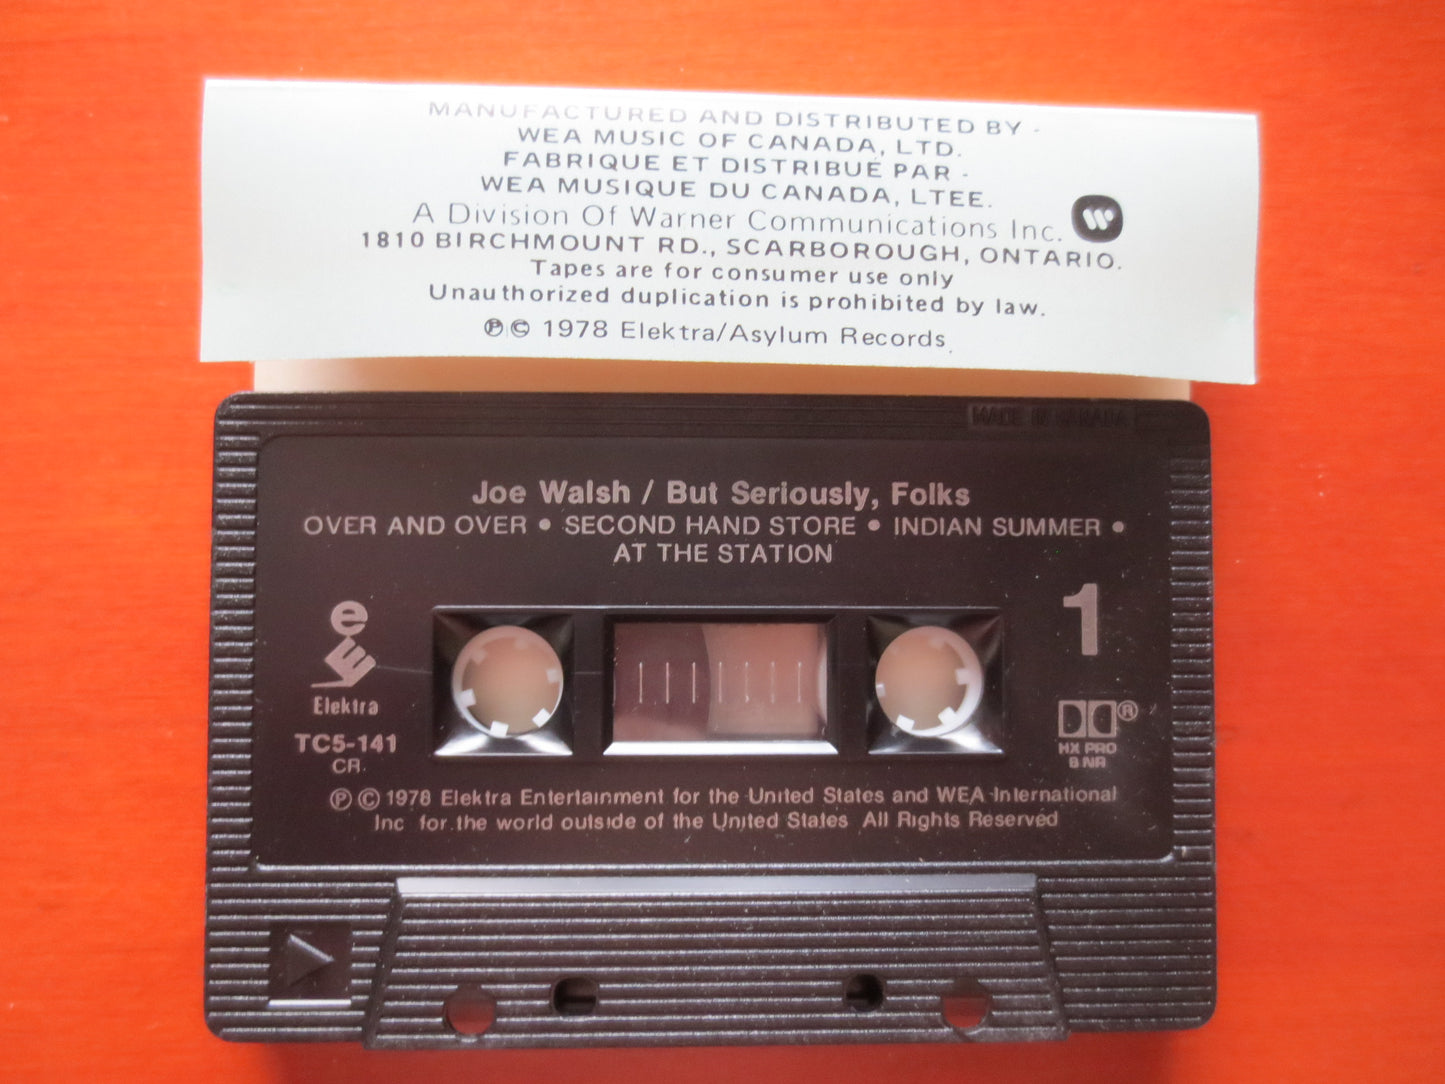 MANUFACTURED AND DISTRIBUTED BY -
WEA MUSIC OF CANADA, LTD.
FABRIQUE ET DISTRIBUÉ PAR -
WEA MUSIQUE DU CANADA, LTEE.
A Division Of Warner Communications Inc.
1810 BIRCHMOUNT RD., SCARBOROUGH, ONTARIO.
Tapes are for consumer use only
Unauthorized duplication is prohibited by law.
℗© 1978 Elektra/Asylum Records
MADE IN CANADA
Joe Walsh / But Seriously, Folks
OVER AND OVER • SECOND HAND STORE • INDIAN SUMMER •
AT THE STATION
1
Elektra
TC5-141
CR
HX PRO
B NR
℗ © 1978 Elektra Entertainment for the United States and WEA International
Inc for the world outside of the United States All Rights Reserved